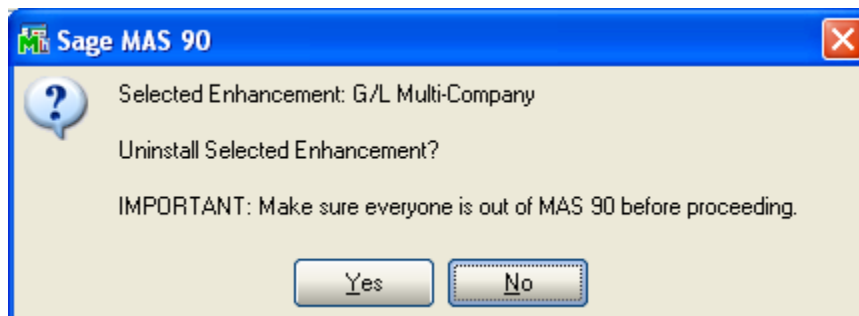 Sage MAS 90
Selected Enhancement: G/L Multi-Company
Uninstall Selected Enhancement?
IMPORTANT: Make sure everyone is out of MAS 90 before proceeding.
Yes No